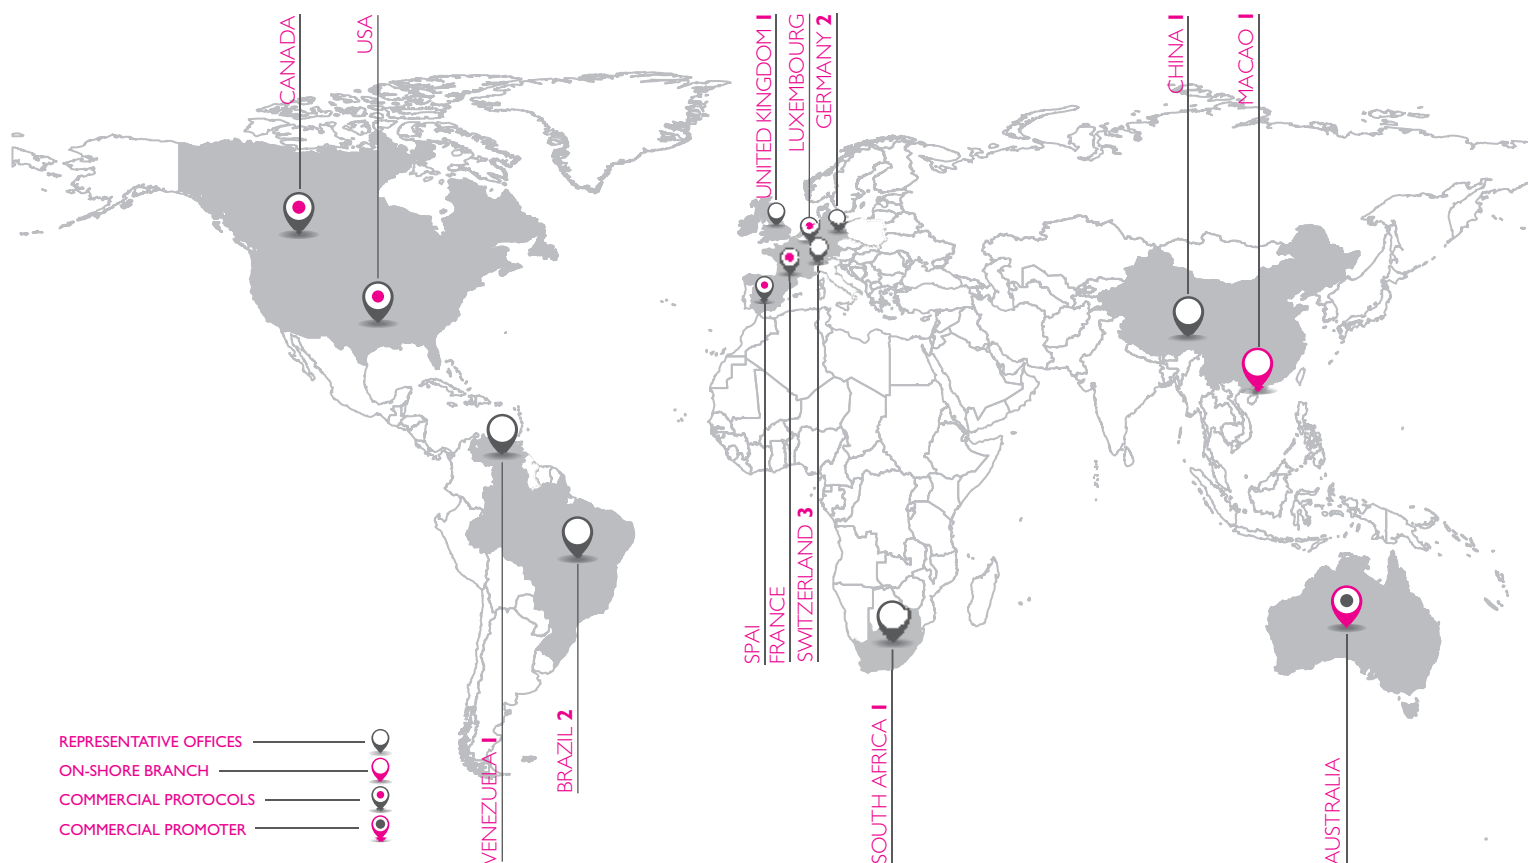 CANADA
USA
UNITED KINGDOM 1
LUXEMBOURG
GERMANY 2
CHINA 1
MACAO 1
SPAI
FRANCE
SWITZERLAND 3
VENEZUELA 1
BRAZIL 2
SOUTH AFRICA 1
AUSTRALIA
REPRESENTATIVE OFFICES
ON-SHORE BRANCH
COMMERCIAL PROTOCOLS
COMMERCIAL PROMOTER